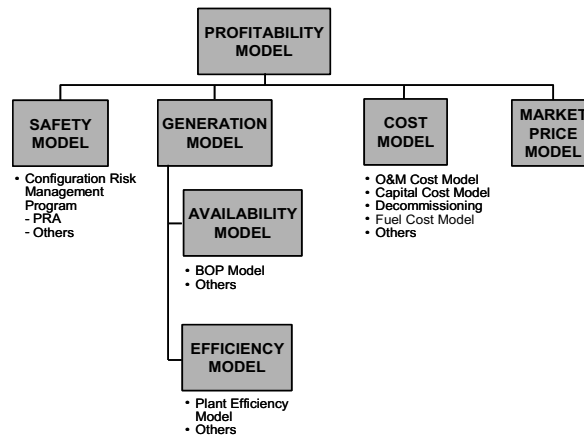 PROFITABILITY
MODEL
SAFETY
MODEL
• Configuration Risk
Management
Program
- PRA
- Others
GENERATION
MODEL
AVAILABILITY
MODEL
• BOP Model
• Others
EFFICIENCY
MODEL
• Plant Efficiency
Model
• Others
COST
MODEL
• O&M Cost Model
• Capital Cost Model
• Decommissioning
• Fuel Cost Model
• Others
MARKET
PRICE
MODEL